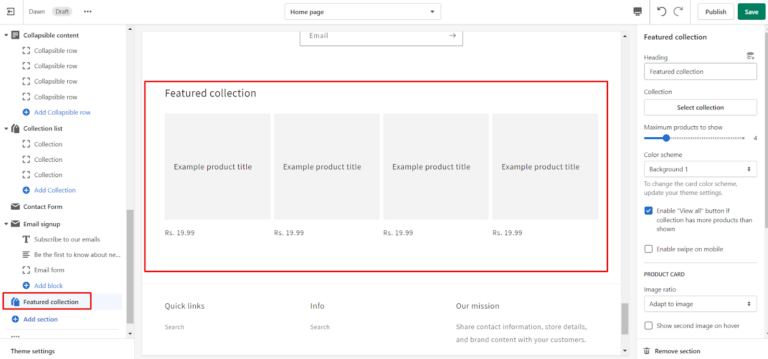 Dawn
Draft
•••
Home page
Publish
Save
Collapsible content
Collapsible row
Collapsible row
Collapsible row
Collapsible row
Add Collapsible row
Collection list
Collection
Collection
Collection
Add Collection
Contact Form
Email signup
Subscribe to our emails
Be the first to know about ne...
Email form
Add block
Featured collection
Add section
Theme settings
Email
Featured collection
Example product title
Example product title
Example product title
Example product title
Rs. 19.99
Rs. 19.99
Rs. 19.99
Rs. 19.99
Quick links
Info
Our mission
Search
Search
Share contact information, store details,
and brand content with your customers.
Featured collection
Heading
Featured collection
Collection
Select collection
Maximum products to show
4
Color scheme
Background 1
To change the card color scheme,
update your theme settings.
Enable "View all" button if
collection has more products than
shown
Enable swipe on mobile
PRODUCT CARD
Image ratio
Adapt to image
Show second image on hover
Remove section